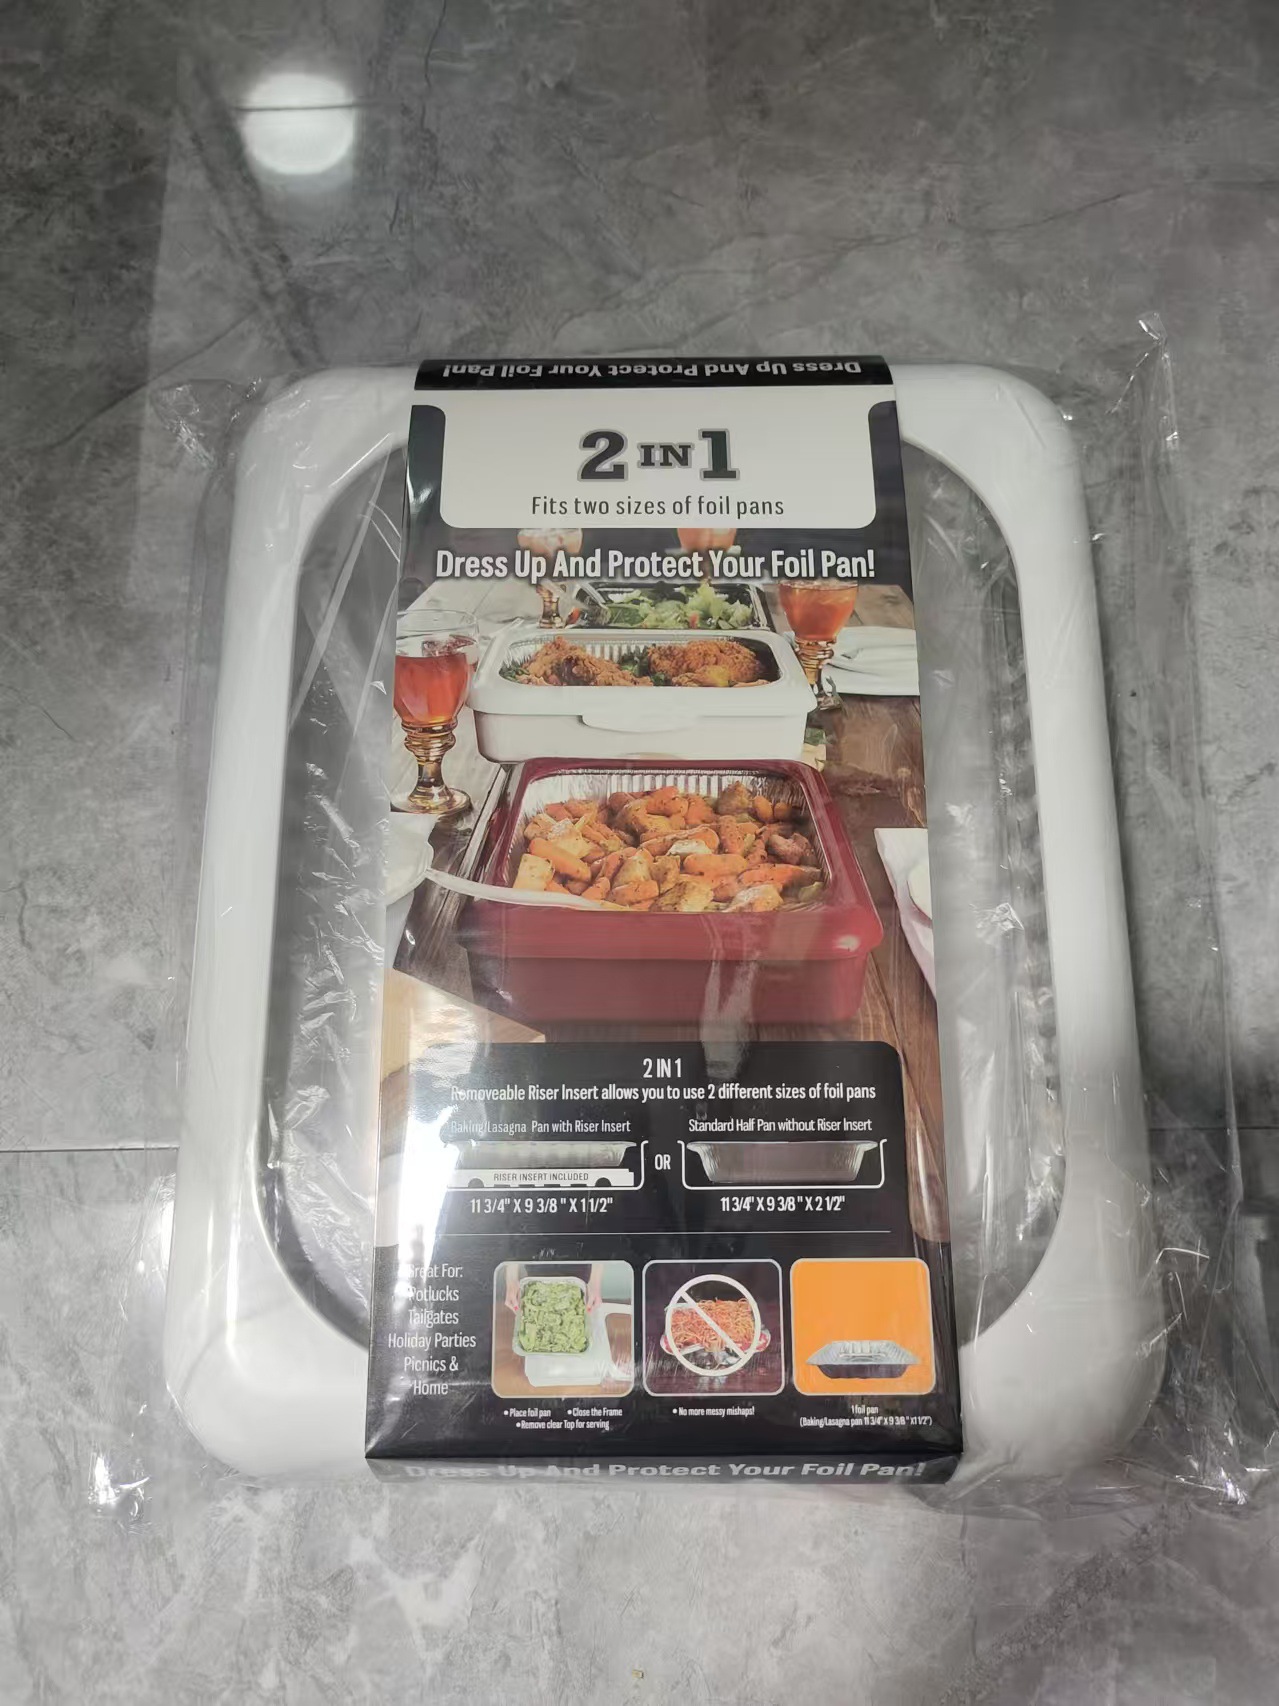 Dress Up And Protect Your Foil Pan!
2 IN 1
Fits two sizes of foil pans
Dress Up And Protect Your Foil Pan!
2 IN 1
Removeable Riser Insert allows you to use 2 different sizes of foil pans
Baking/Lasagna Pan with Riser Insert
RISER INSERT INCLUDED
11 3/4" X 9 3/8 " X 1 1/2"
OR
Standard Half Pan without Riser Insert
11 3/4" X 9 3/8" X 2 1/2"
Great For:
Potlucks
Tailgates
Holiday Parties
Picnics &
Home
•Place foil pan •Close the Frame
•Remove clear Top for serving
•No more messy mishaps!
1 foil pan
(Baking/Lasagna pan 11 3/4" X 9 3/8 " X1 1/2")
Dress Up And Protect Your Foil Pan!